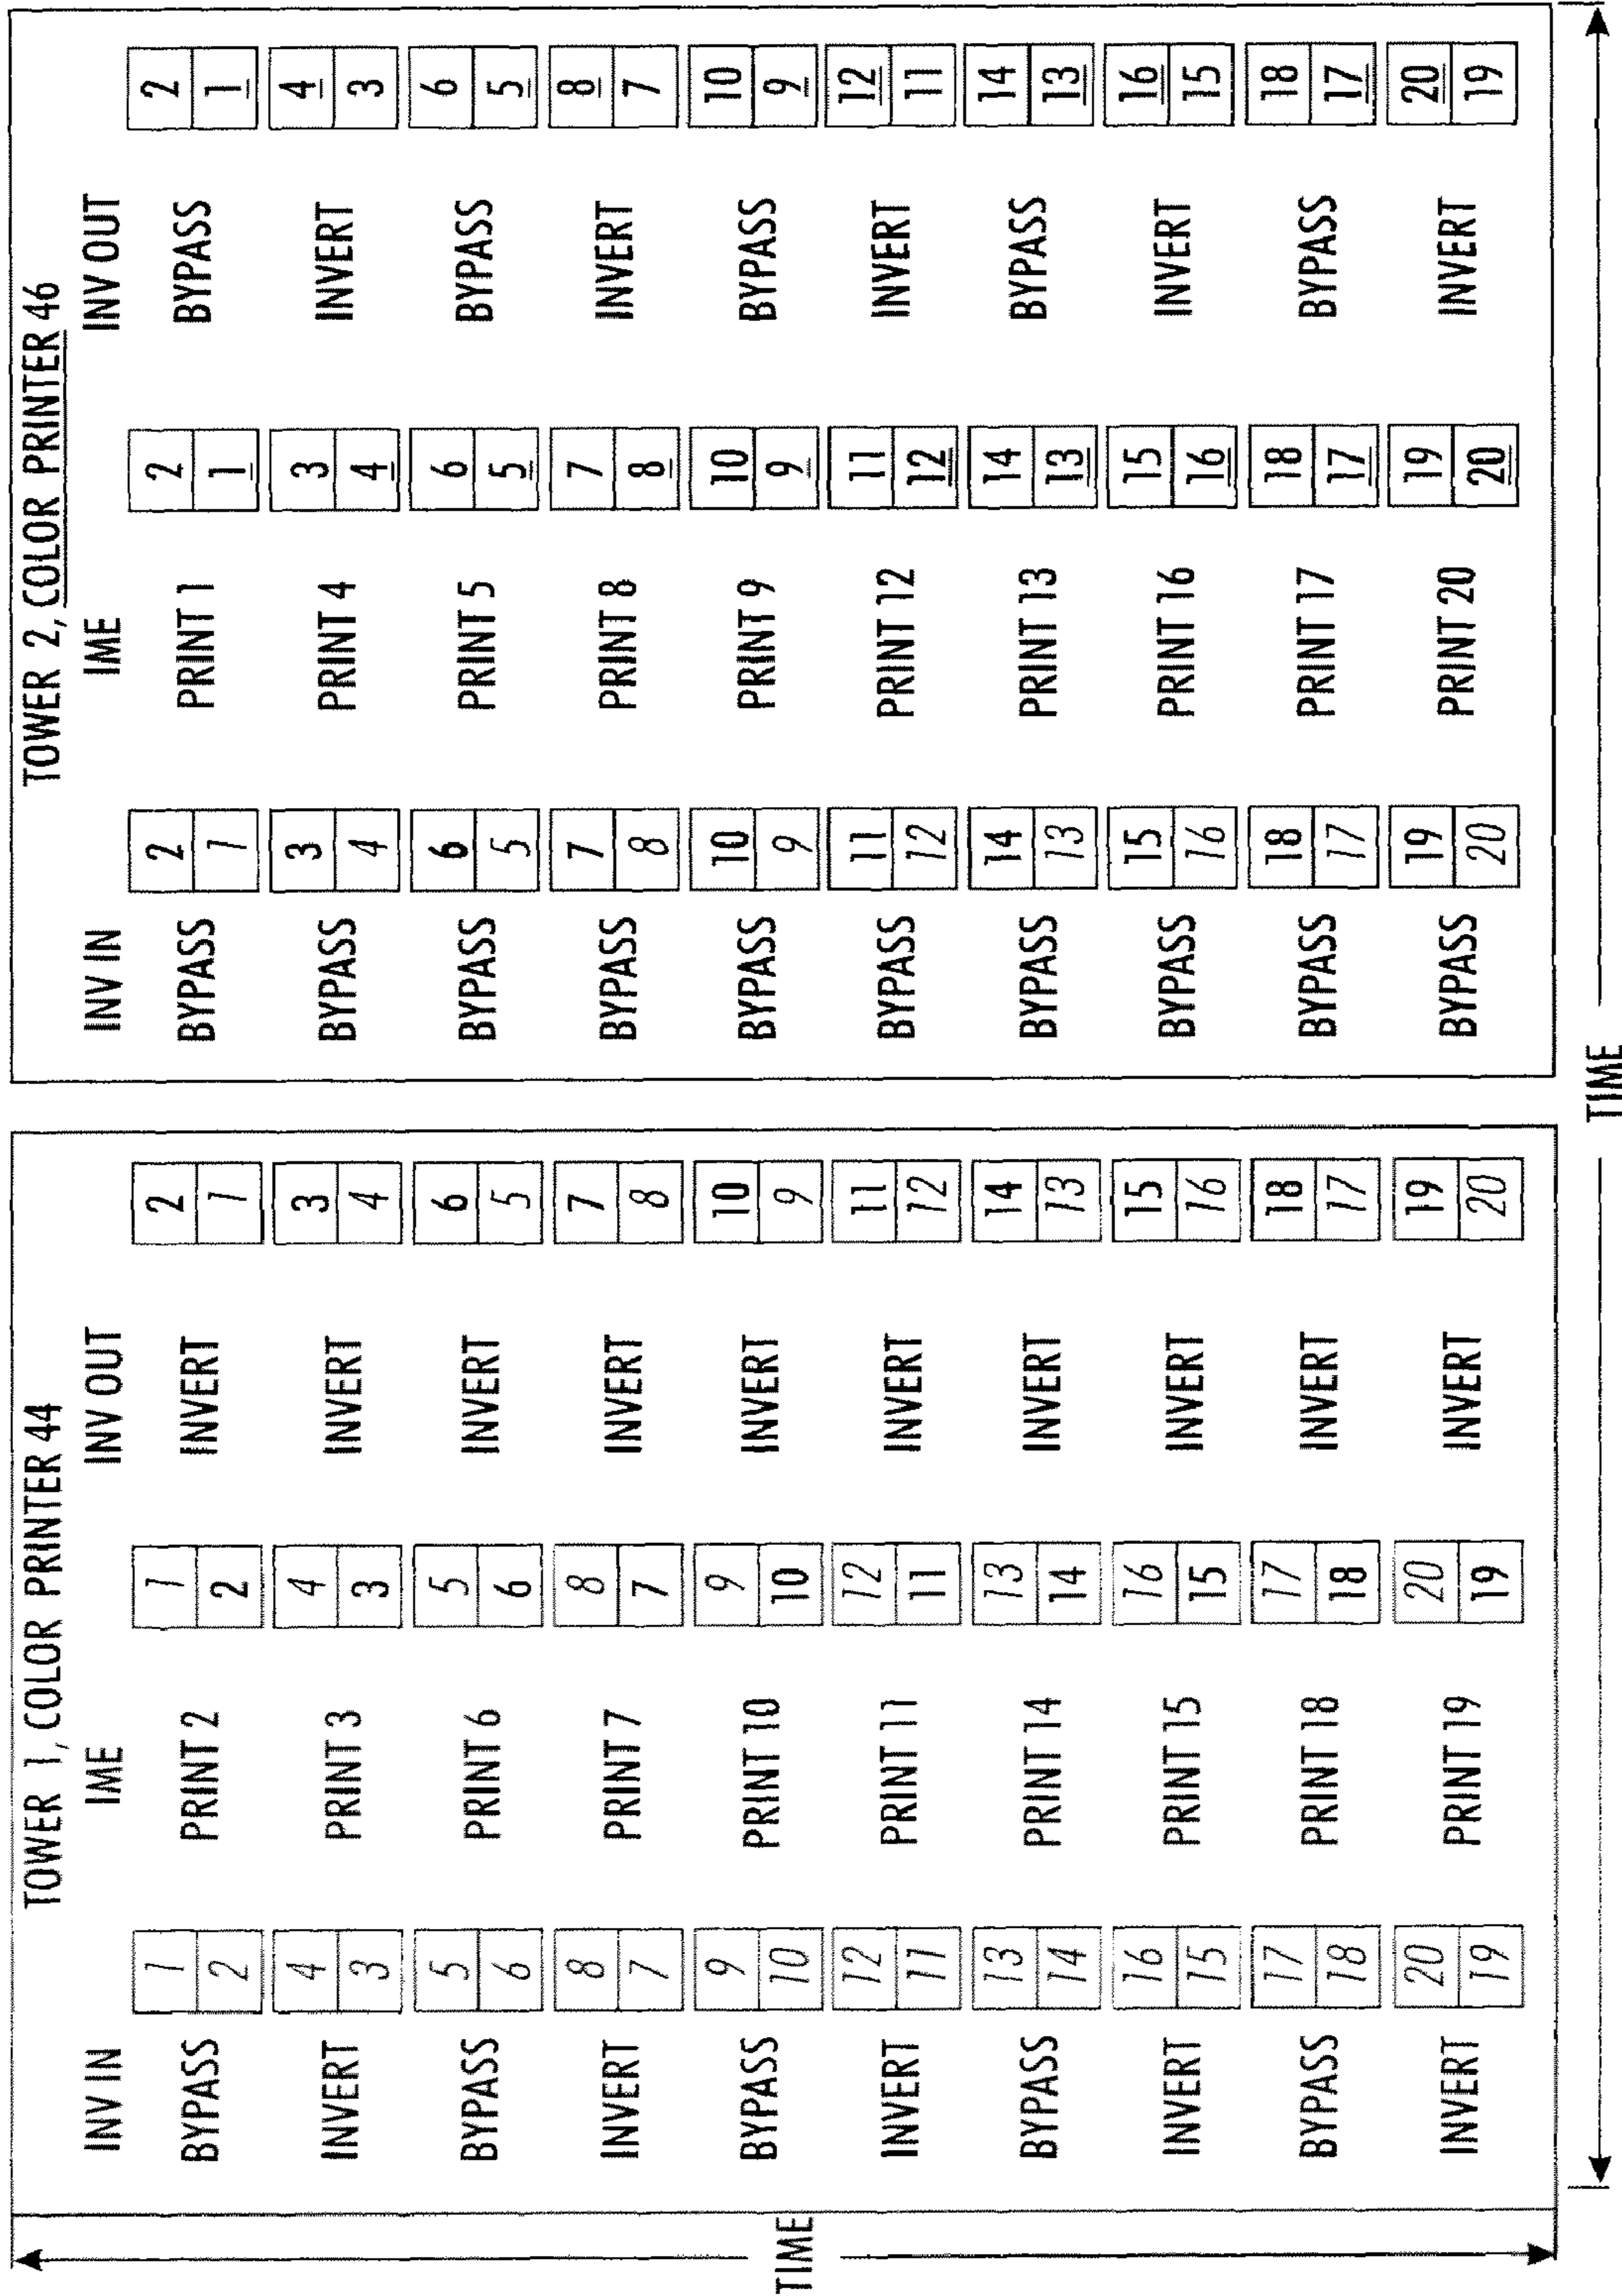 TOWER 1, COLOR PRINTER 44 TOWER 2, COLOR PRINTER 46
INV IN IME INV OUT INV IN IME INV OUT
1 1 2 2 2 2
BYPASS PRINT 2 INVERT BYPASS PRINT 1 BYPASS
2 2 1 1 1 1
4 4 3 3 3 4
INVERT PRINT 3 INVERT BYPASS PRINT 4 INVERT
3 3 4 4 4 3
5 5 6 6 6 6
BYPASS PRINT 6 INVERT BYPASS PRINT 5 BYPASS
6 6 5 5 5 5
8 8 7 7 7 8
INVERT PRINT 7 INVERT BYPASS PRINT 8 INVERT
7 7 8 8 8 7
9 9 10 10 10 10
BYPASS PRINT 10 INVERT BYPASS PRINT 9 BYPASS
10 10 9 9 9 9
12 12 11 11 11 12
INVERT PRINT 11 INVERT BYPASS PRINT 12 INVERT
11 11 12 12 12 11
13 13 14 14 14 14
BYPASS PRINT 14 INVERT BYPASS PRINT 13 BYPASS
14 14 13 13 13 13
16 16 15 15 15 16
INVERT PRINT 15 INVERT BYPASS PRINT 16 INVERT
15 15 16 16 16 15
17 17 18 18 18 18
BYPASS PRINT 18 INVERT BYPASS PRINT 17 BYPASS
18 18 17 17 17 17
20 20 19 19 19 20
INVERT PRINT 19 INVERT BYPASS PRINT 20 INVERT
19 19 20 20 20 19
TIME
TIME